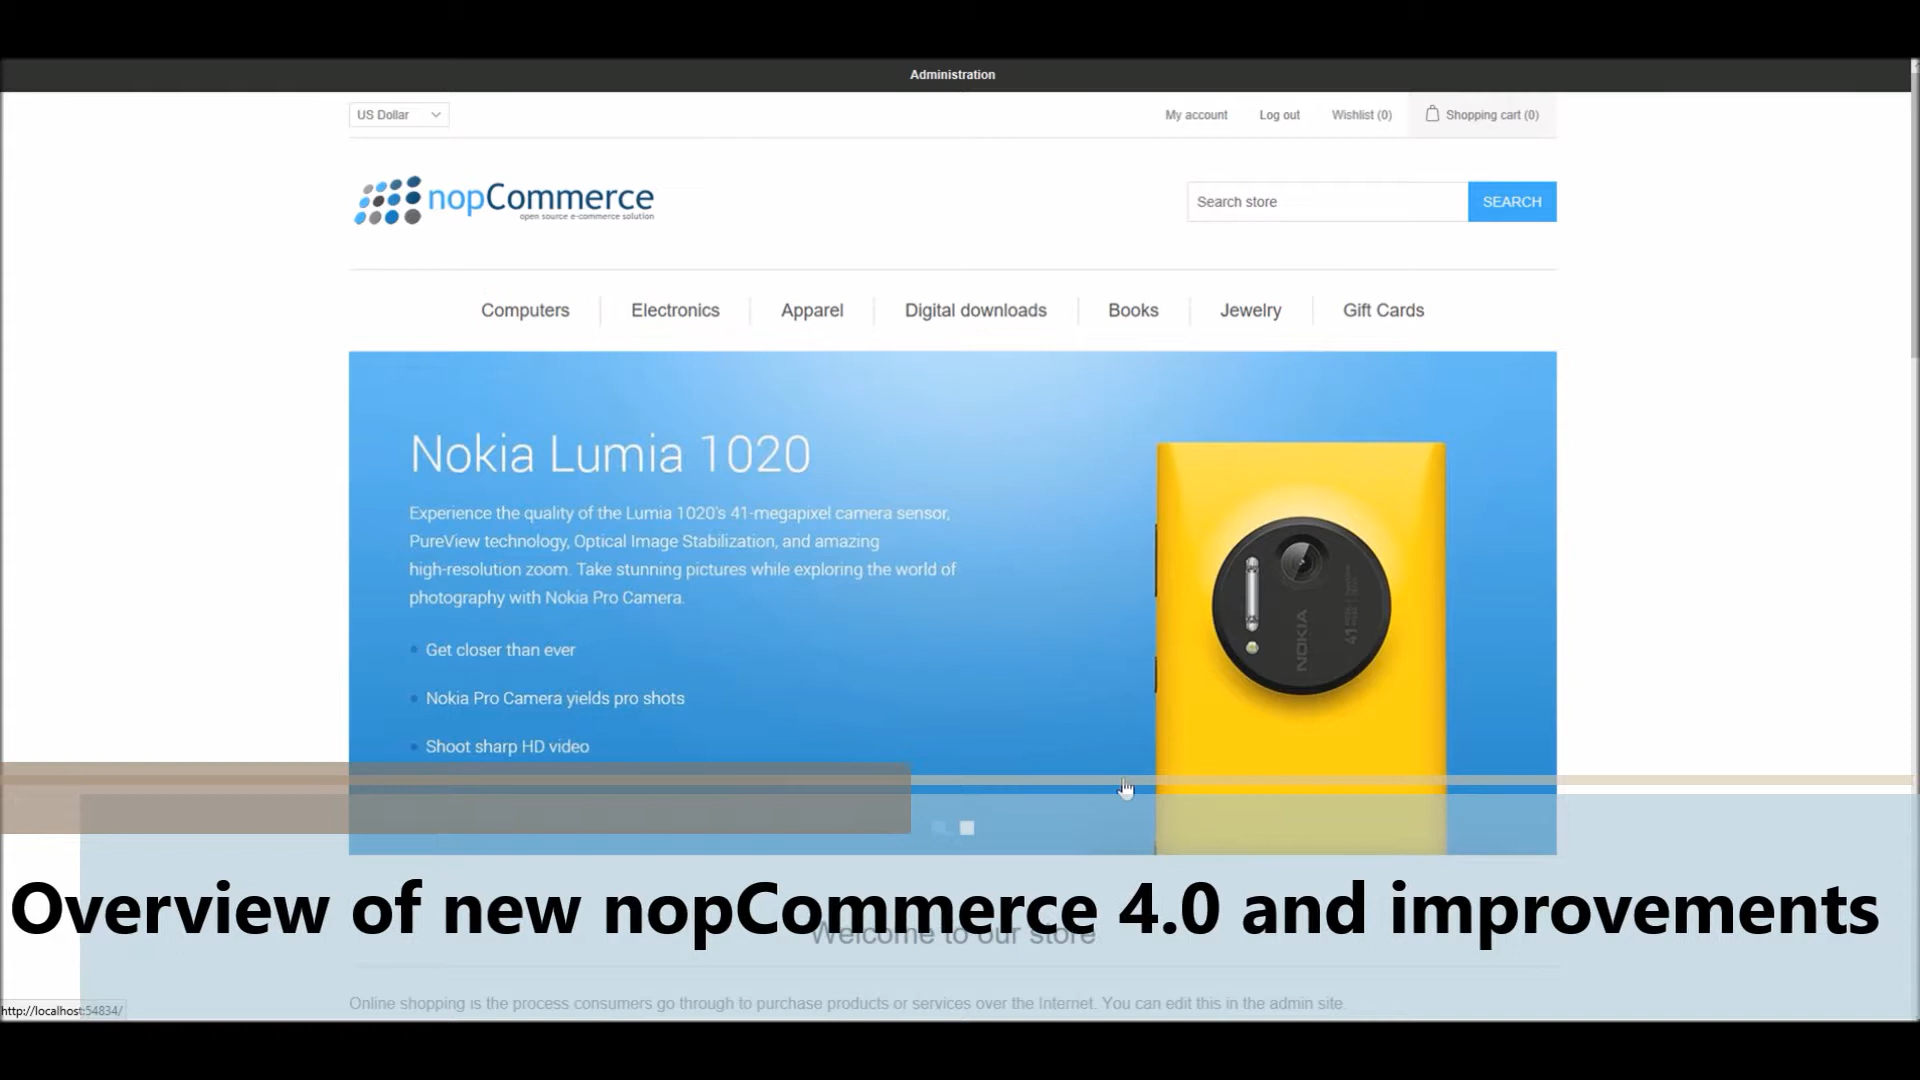 Administration
US Dollar
My account
Log out
Wishlist (0)
Shopping cart (0)
nopCommerce
open source e-commerce solution
Search store
SEARCH
Computers
Electronics
Apparel
Digital downloads
Books
Jewelry
Gift Cards
Nokia Lumia 1020
Experience the quality of the Lumia 1020's 41-megapixel camera sensor,
PureView technology, Optical Image Stabilization, and amazing
high-resolution zoom. Take stunning pictures while exploring the world of
photography with Nokia Pro Camera.
Get closer than ever
Nokia Pro Camera yields pro shots
Shoot sharp HD video
NOKIA
41
Overview of new nopCommerce 4.0 and improvements
Welcome to our store
Online shopping is the process consumers go through to purchase products or services over the Internet. You can edit this in the admin site.
http://localhost:54834/